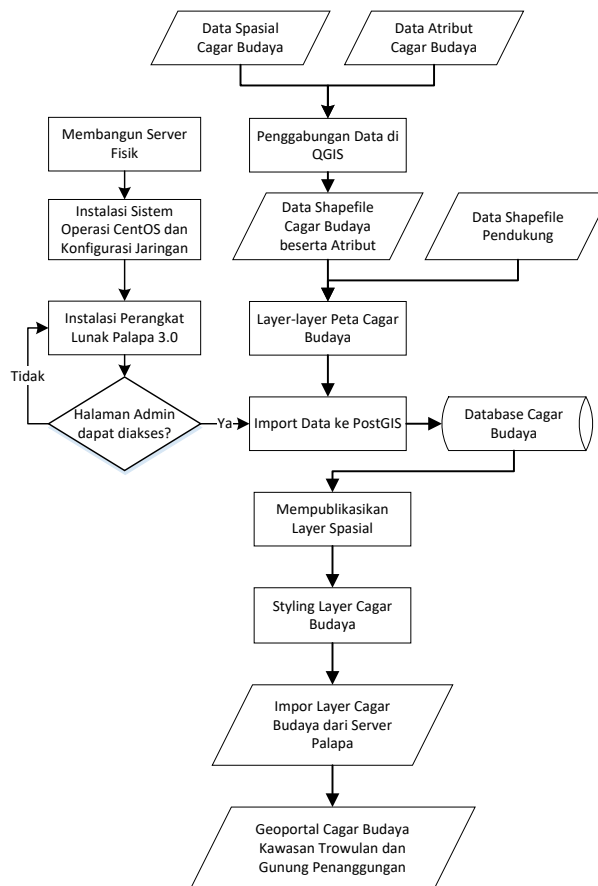 Data Spasial
Cagar Budaya
Data Atribut
Cagar Budaya
Membangun Server
Fisik
Penggabungan Data di
QGIS
Instalasi Sistem
Operasi CentOS dan
Konfigurasi Jaringan
Data Shapefile
Cagar Budaya
beserta Atribut
Data Shapefile
Pendukung
Instalasi Perangkat
Lunak Palapa 3.0
Layer-layer Peta Cagar
Budaya
Tidak
Halaman Admin
dapat diakses?
Ya
Import Data ke PostGIS
Database Cagar
Budaya
Mempublikasikan
Layer Spasial
Styling Layer Cagar
Budaya
Impor Layer Cagar
Budaya dari Server
Palapa
Geoportal Cagar Budaya
Kawasan Trowulan dan
Gunung Penanggungan